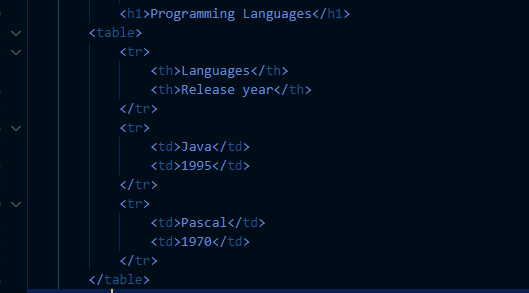 <h1>Programming Languages</h1>
<table>
<tr>
<th>Languages</th>
<th>Release year</th>
</tr>
<tr>
<td>Java</td>
<td>1995</td>
</tr>
<tr>
<td>Pascal</td>
<td>1970</td>
</tr>
</table>